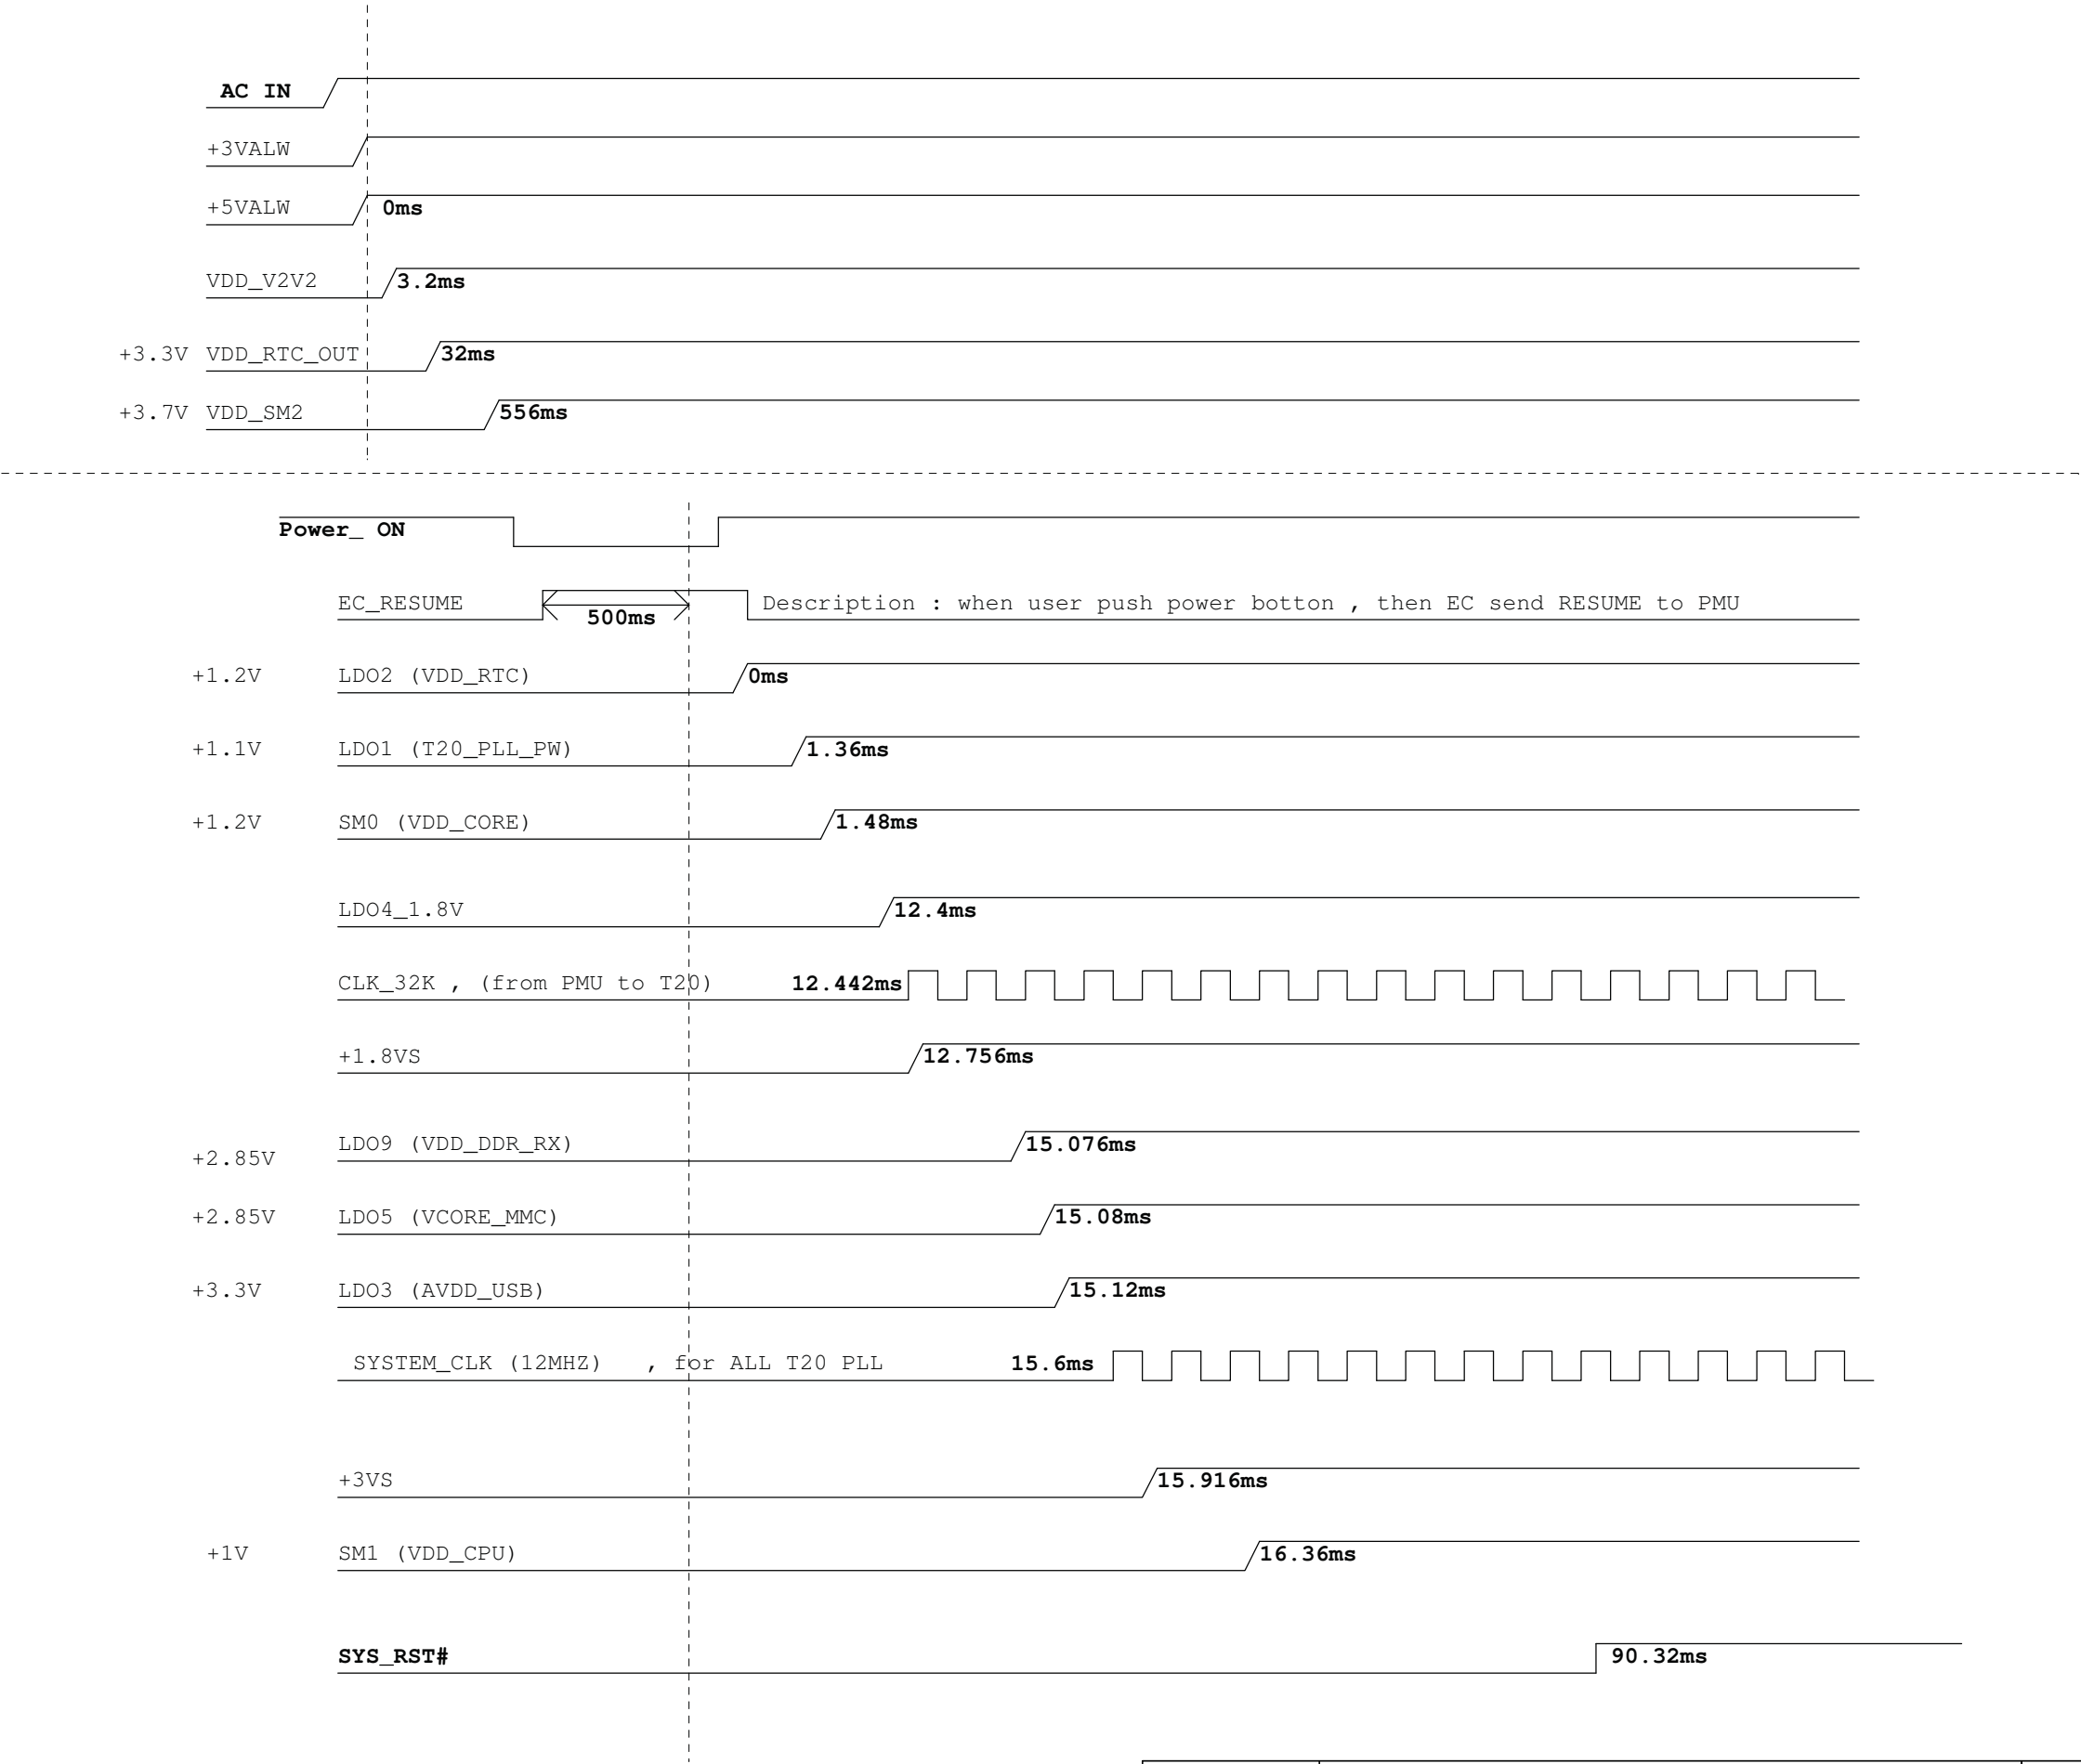 AC IN
+3VALW
+5VALW 0ms
VDD_V2V2 3.2ms
+3.3V VDD_RTC_OUT 32ms
+3.7V VDD_SM2 556ms
Power_ ON
EC_RESUME 500ms Description : when user push power botton , then EC send RESUME to PMU
+1.2V LDO2 (VDD_RTC) 0ms
+1.1V LDO1 (T20_PLL_PW) 1.36ms
+1.2V SM0 (VDD_CORE) 1.48ms
LDO4_1.8V 12.4ms
CLK_32K , (from PMU to T20) 12.442ms
+1.8VS 12.756ms
+2.85V LDO9 (VDD_DDR_RX) 15.076ms
+2.85V LDO5 (VCORE_MMC) 15.08ms
+3.3V LDO3 (AVDD_USB) 15.12ms
SYSTEM_CLK (12MHZ) , for ALL T20 PLL 15.6ms
+3VS 15.916ms
+1V SM1 (VDD_CPU) 16.36ms
SYS_RST# 90.32ms